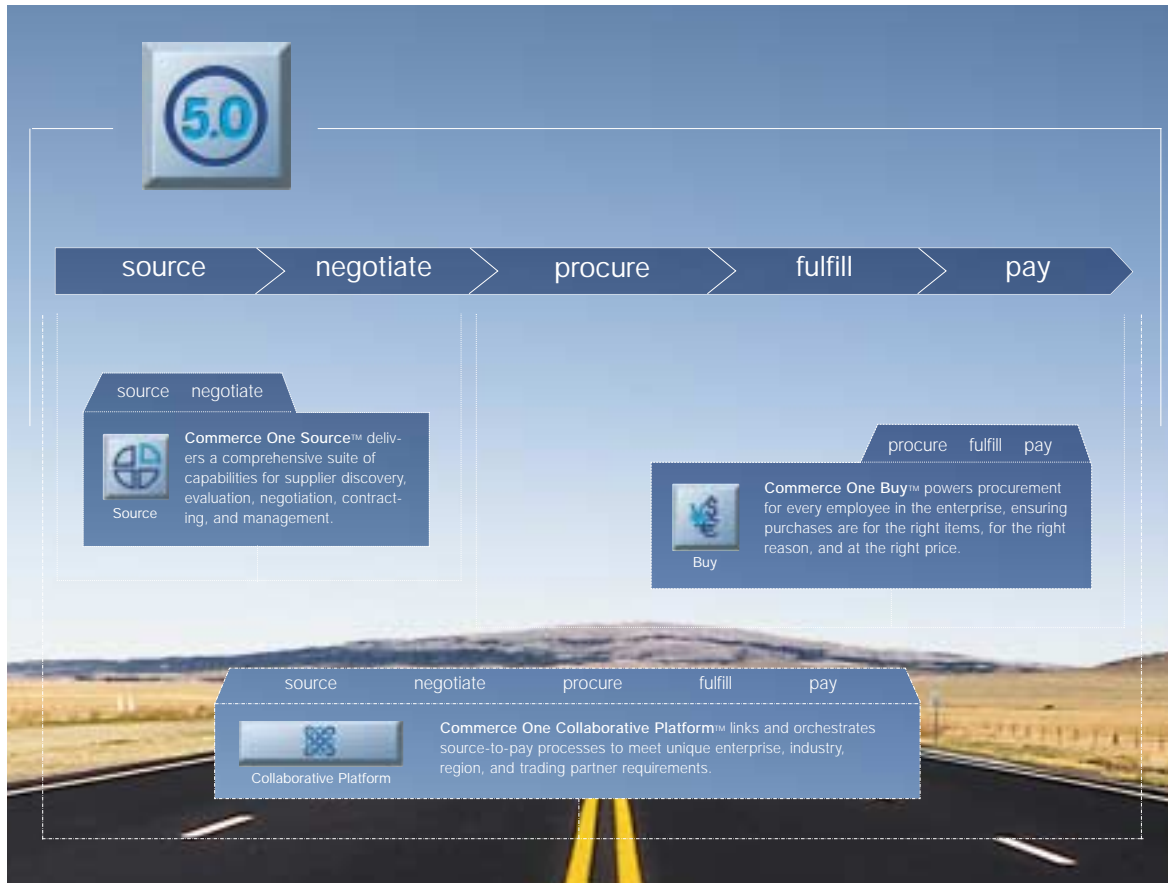 5.0
source negotiate procure fulfill pay
source negotiate
Commerce One Source™ deliv-
ers a comprehensive suite of
capabilities for supplier discovery,
evaluation, negotiation, contract-
ing, and management.
Source
procure fulfill pay
Commerce One Buy™ powers procurement
for every employee in the enterprise, ensuring
purchases are for the right items, for the right
reason, and at the right price.
Buy
source negotiate procure fulfill pay
Commerce One Collaborative Platform™ links and orchestrates
source-to-pay processes to meet unique enterprise, industry,
region, and trading partner requirements.
Collaborative Platform